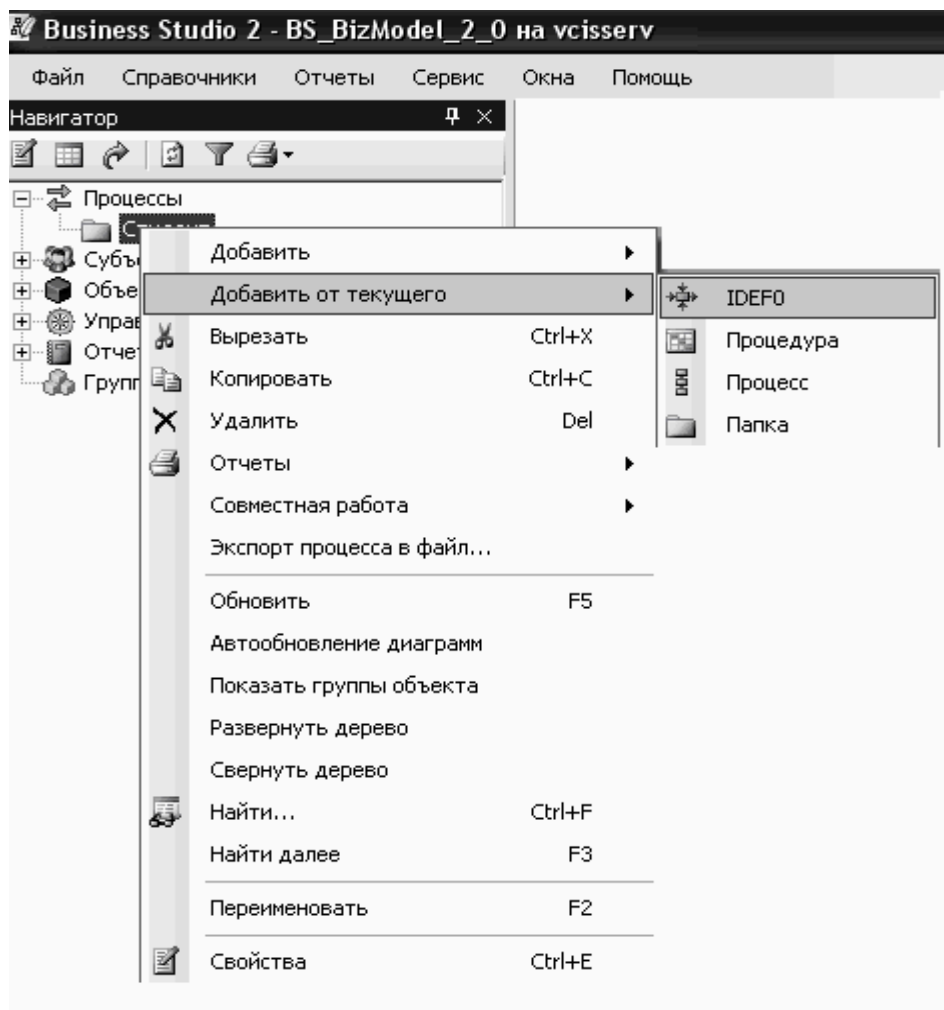 Business Studio 2 - BS_BizModel_2_0 на vcisserv
Файл Справочники Отчеты Сервис Окна Помощь
Навигатор
Процессы
Добавить
Добавить от текущего
IDEF0
Вырезать Ctrl+X
Процедура
Копировать Ctrl+C
Процесс
Удалить Del
Папка
Отчеты
Совместная работа
Экспорт процесса в файл...
Обновить F5
Автообновление диаграмм
Показать группы объекта
Развернуть дерево
Свернуть дерево
Найти... Ctrl+F
Найти далее F3
Переименовать F2
Свойства Ctrl+E